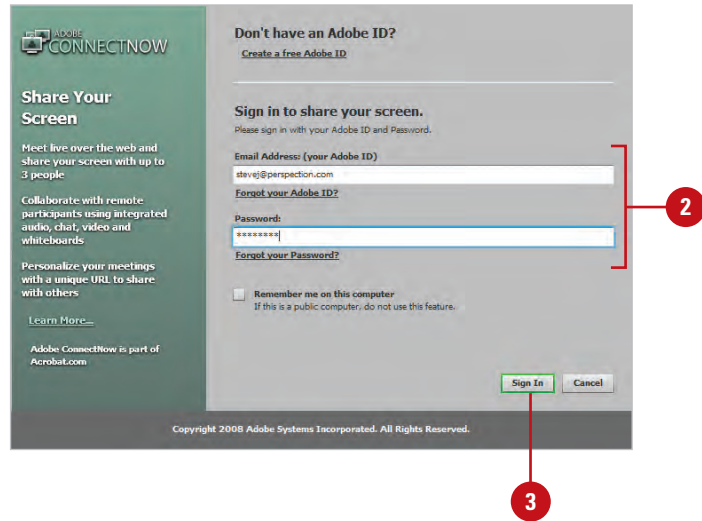 ADOBE
CONNECTNOW
Share Your
Screen
Meet live over the web and
share your screen with up to
3 people
Collaborate with remote
participants using integrated
audio, chat, video and
whiteboards
Personalize your meetings
with a unique URL to share
with others
Learn More...
Adobe ConnectNow is part of
Acrobat.com
Don't have an Adobe ID?
Create a free Adobe ID
Sign in to share your screen.
Please sign in with your Adobe ID and Password.
Email Address: (your Adobe ID)
stevej@perspection.com
Forgot your Adobe ID?
Password:
********
Forgot your Password?
Remember me on this computer
If this is a public computer, do not use this feature.
Sign In Cancel
Copyright 2008 Adobe Systems Incorporated. All Rights Reserved.
2
3